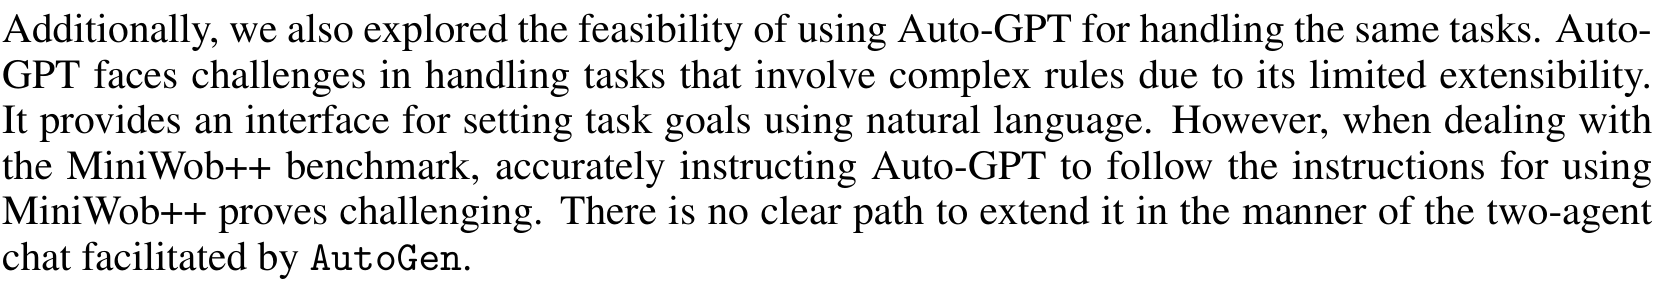 Additionally, we also explored the feasibility of using Auto-GPT for handling the same tasks. Auto-
GPT faces challenges in handling tasks that involve complex rules due to its limited extensibility.
It provides an interface for setting task goals using natural language. However, when dealing with
the MiniWob++ benchmark, accurately instructing Auto-GPT to follow the instructions for using
MiniWob++ proves challenging. There is no clear path to extend it in the manner of the two-agent
chat facilitated by AutoGen.